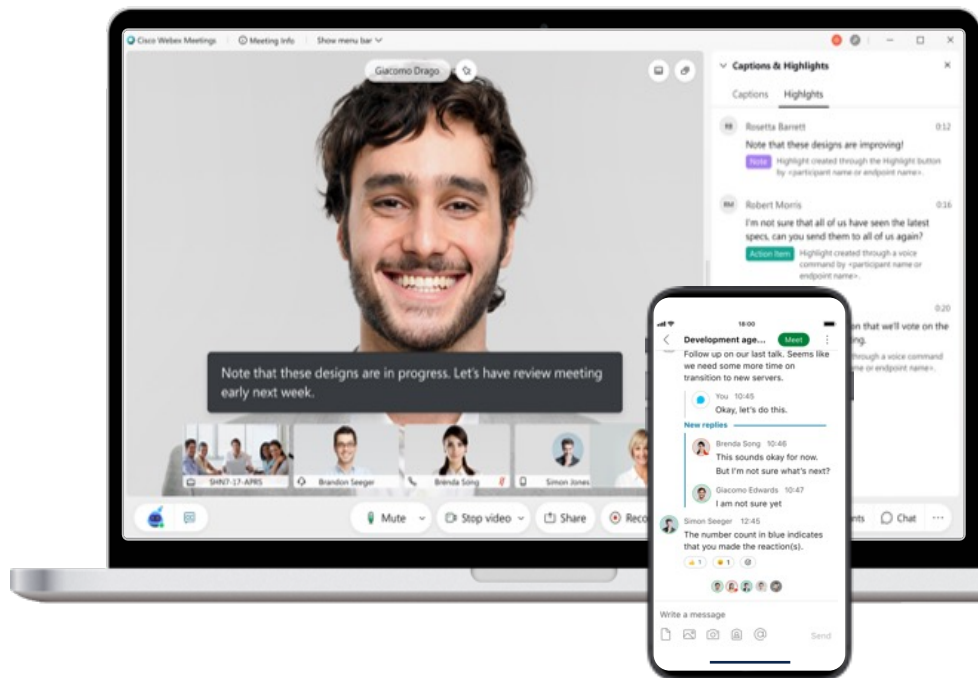 Cisco Webex Meetings
Meeting Info
Show menu bar
Giacomo Drago
Note that these designs are in progress. Let's have review meeting
early next week.
SHN7-17-APR5
Brandon Seeger
Brenda Song
Simon Jones
Mute
Stop video
Share
Reco
nts
Chat
Captions & Highlights
Captions
Highlights
RB
Rosetta Barrett
0:12
Note that these designs are improving!
Note
Highlight created through the Highlight button
by <participant name or endpoint name>.
RM
Robert Morris
0:16
I'm not sure that all of us have seen the latest
specs, can you send them to all of us again?
Action Item
Highlight created through a voice
command by <participant name or
endpoint name>.
0:20
on that we'll vote on the
ng.
through a voice command
me or endpoint name>.
18:00
Development age...
Meet
Follow up on our last talk. Seems like
we need some more time on
transition to new servers.
You 10:45
Okay, let's do this.
New replies
Brenda Song 10:46
This sounds okay for now.
But I'm not sure what's next?
Giacomo Edwards 10:47
I am not sure yet
Simon Seeger 12:45
The number count in blue indicates
that you made the reaction(s).
1
1
Write a message
Send